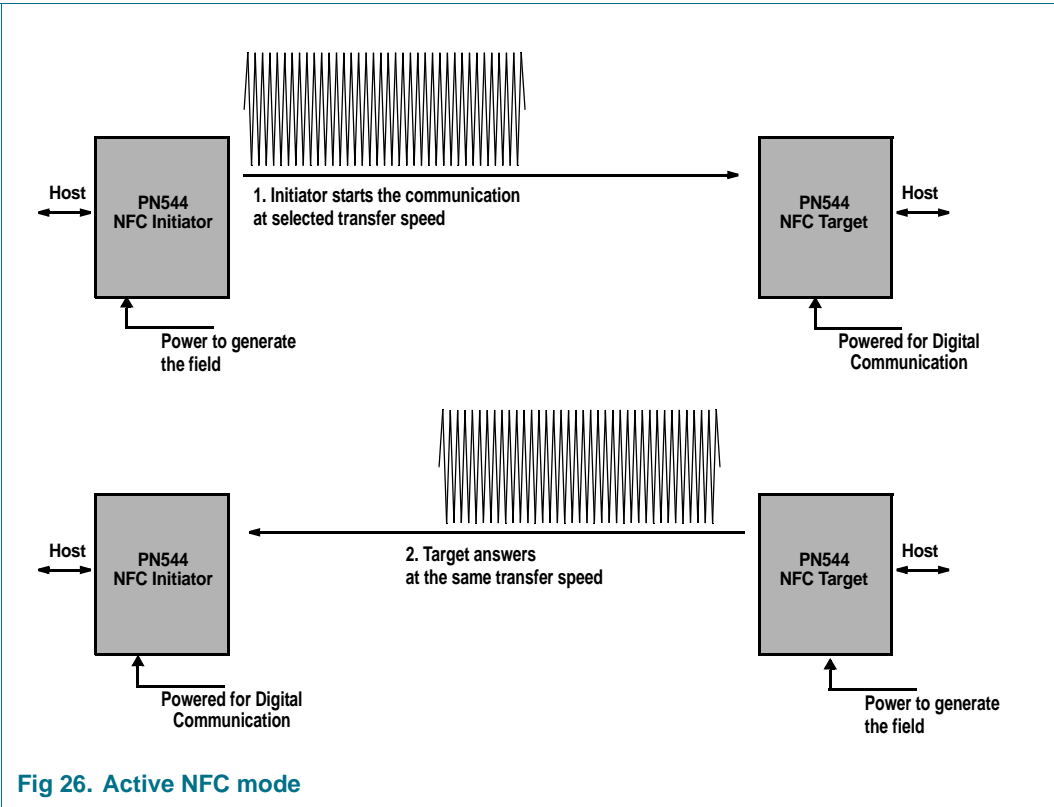 Host
PN544
NFC Initiator
1. Initiator starts the communication
at selected transfer speed
PN544
NFC Target
Host
Power to generate
the field
Powered for Digital
Communication
Host
PN544
NFC Initiator
2. Target answers
at the same transfer speed
PN544
NFC Target
Host
Powered for Digital
Communication
Power to generate
the field
Fig 26. Active NFC mode